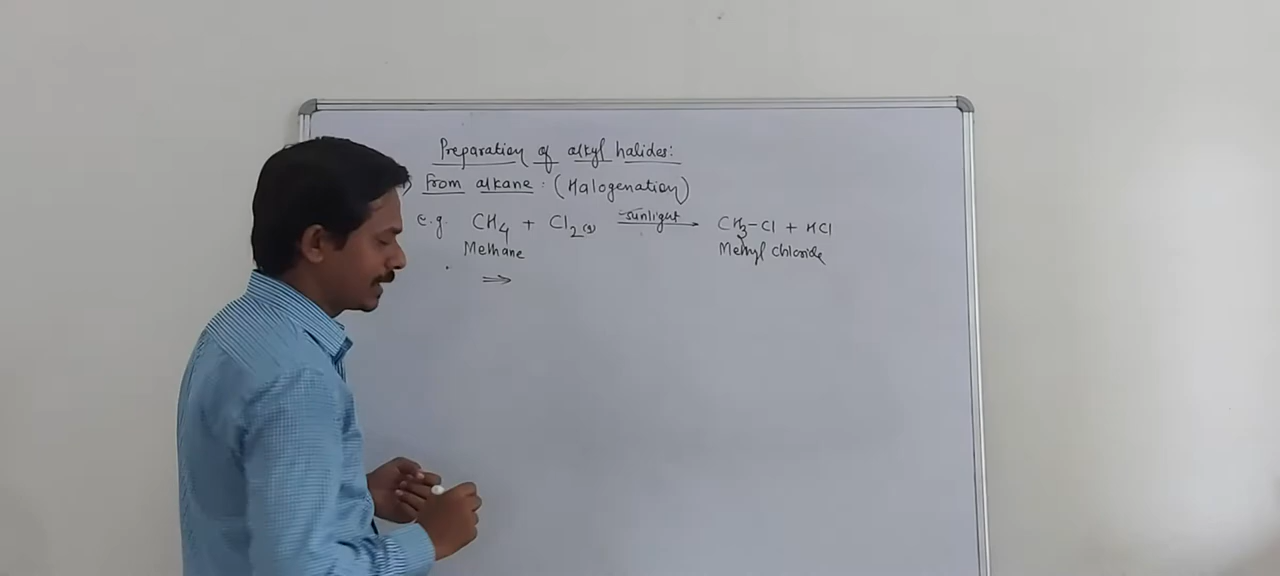 Preparation of alkyl halides:
) From alkane : (Halogenation)
e.g. CH4 + Cl2(g) sunlight → CH3-Cl + HCl
Methane Methyl chloride
⇒